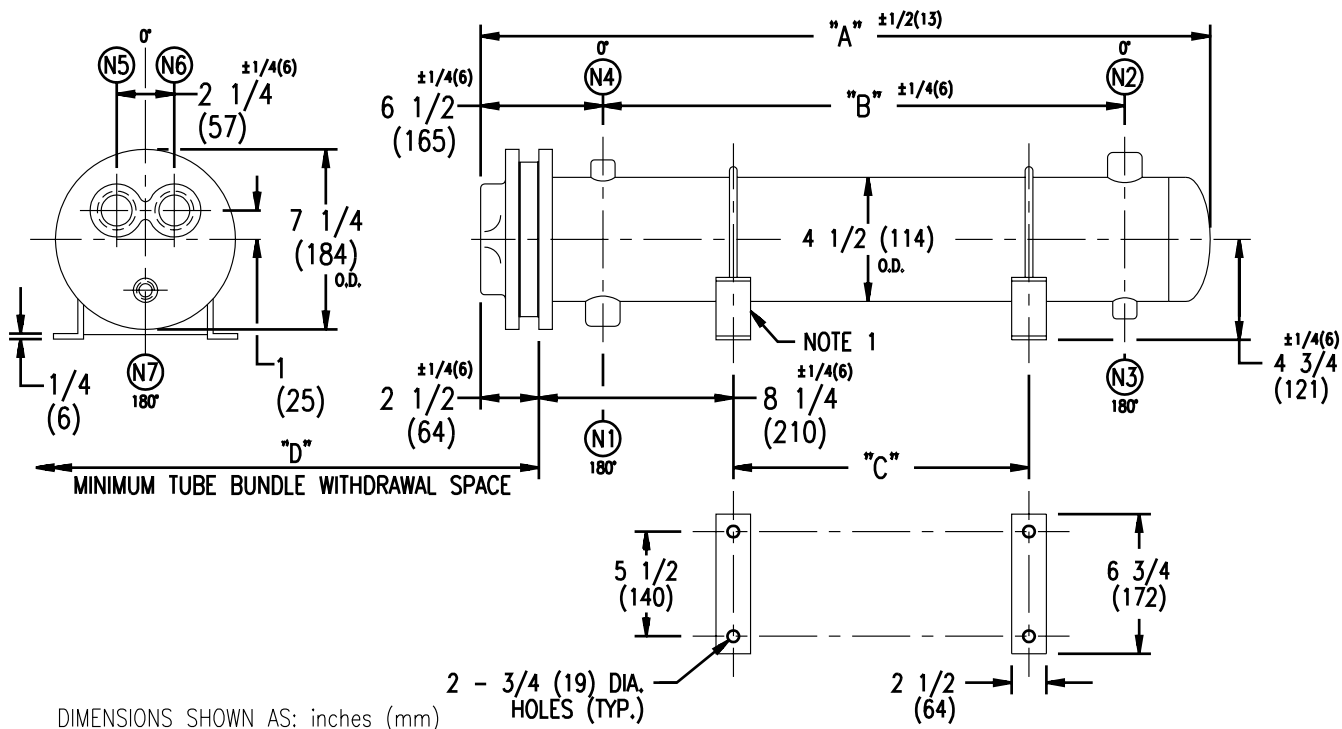 0°
N5 N6
±1/4(6)
2 1/4
(57)
7 1/4
(184)
O.D.
1/4
(6)
N7
180°
1
(25)
"A" ±1/2(13)
±1/4(6)
6 1/2
(165)
0°
N4
"B" ±1/4(6)
0°
N2
4 1/2 (114)
O.D.
NOTE 1
±1/4(6)
4 3/4
(121)
N3
180°
±1/4(6)
2 1/2
(64)
N1
180°
±1/4(6)
8 1/4
(210)
"D"
MINIMUM TUBE BUNDLE WITHDRAWAL SPACE
"C"
5 1/2
(140)
6 3/4
(172)
2 - 3/4 (19) DIA.
HOLES (TYP.)
2 1/2
(64)
DIMENSIONS SHOWN AS: inches (mm)